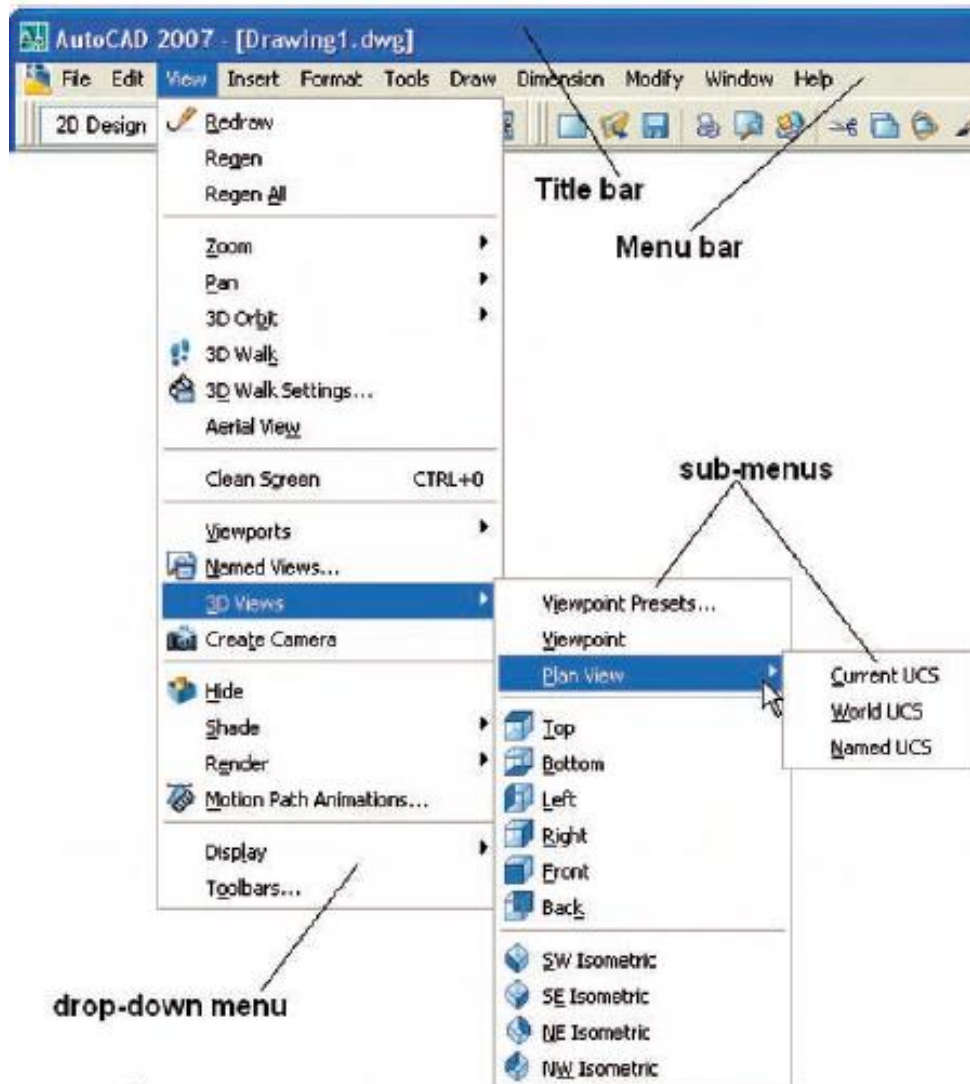 AutoCAD 2007 - [Drawing1.dwg]
File Edit View Insert Format Tools Draw Dimension Modify Window Help
2D Design
Title bar
Menu bar
Redraw
Regen
Regen All
Zoom
Pan
3D Orbit
3D Walk
3D Walk Settings...
Aerial View
Clean Screen CTRL+0
Viewports
Named Views...
3D Views
Create Camera
Hide
Shade
Render
Motion Path Animations...
Display
Toolbars...
drop-down menu
sub-menus
Viewpoint Presets...
Viewpoint
Plan View
Top
Bottom
Left
Right
Front
Back
SW Isometric
SE Isometric
NE Isometric
NW Isometric
Current UCS
World UCS
Named UCS